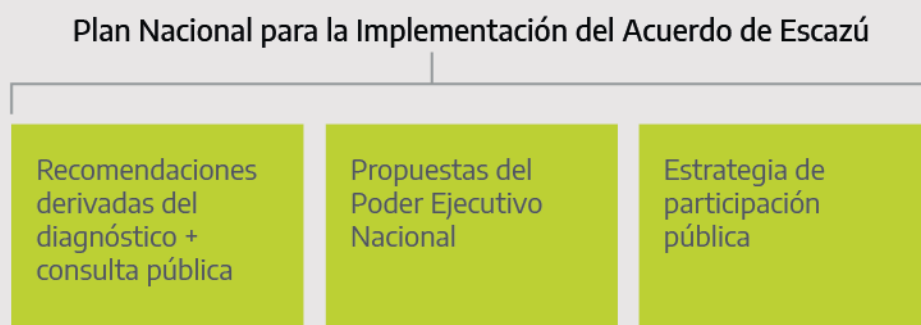 Plan Nacional para la Implementación del Acuerdo de Escazú
Recomendaciones
derivadas del
diagnóstico +
consulta pública
Propuestas del
Poder Ejecutivo
Nacional
Estrategia de
participación
pública